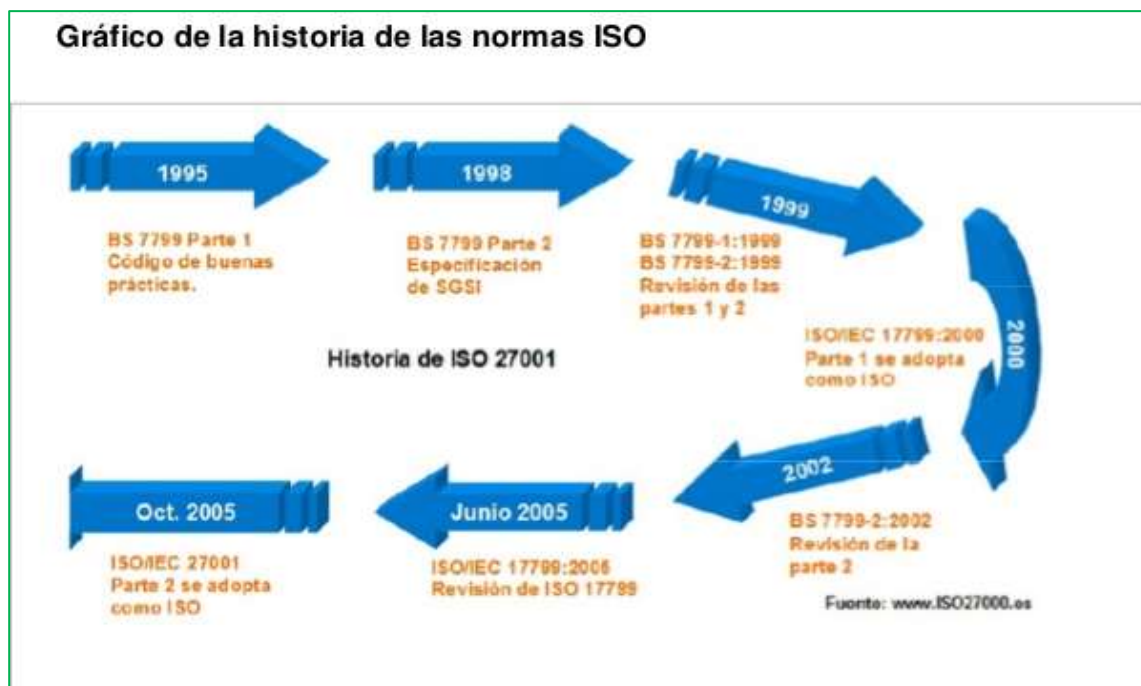 Gráfico de la historia de las normas ISO
1995
BS 7799 Parte 1
Código de buenas
prácticas.
1998
BS 7799 Parte 2
Especificación
de SGSI
1999
BS 7799-1:1999
BS 7799-2:1999
Revisión de las
partes 1 y 2
2000
ISO/IEC 17799:2000
Parte 1 se adopta
como ISO
Historia de ISO 27001
2002
BS 7799-2:2002
Revisión de la
parte 2
Junio 2005
ISO/IEC 17799:2005
Revisión de ISO 17799
Oct. 2005
ISO/IEC 27001
Parte 2 se adopta
como ISO
Fuente: www.ISO27000.es